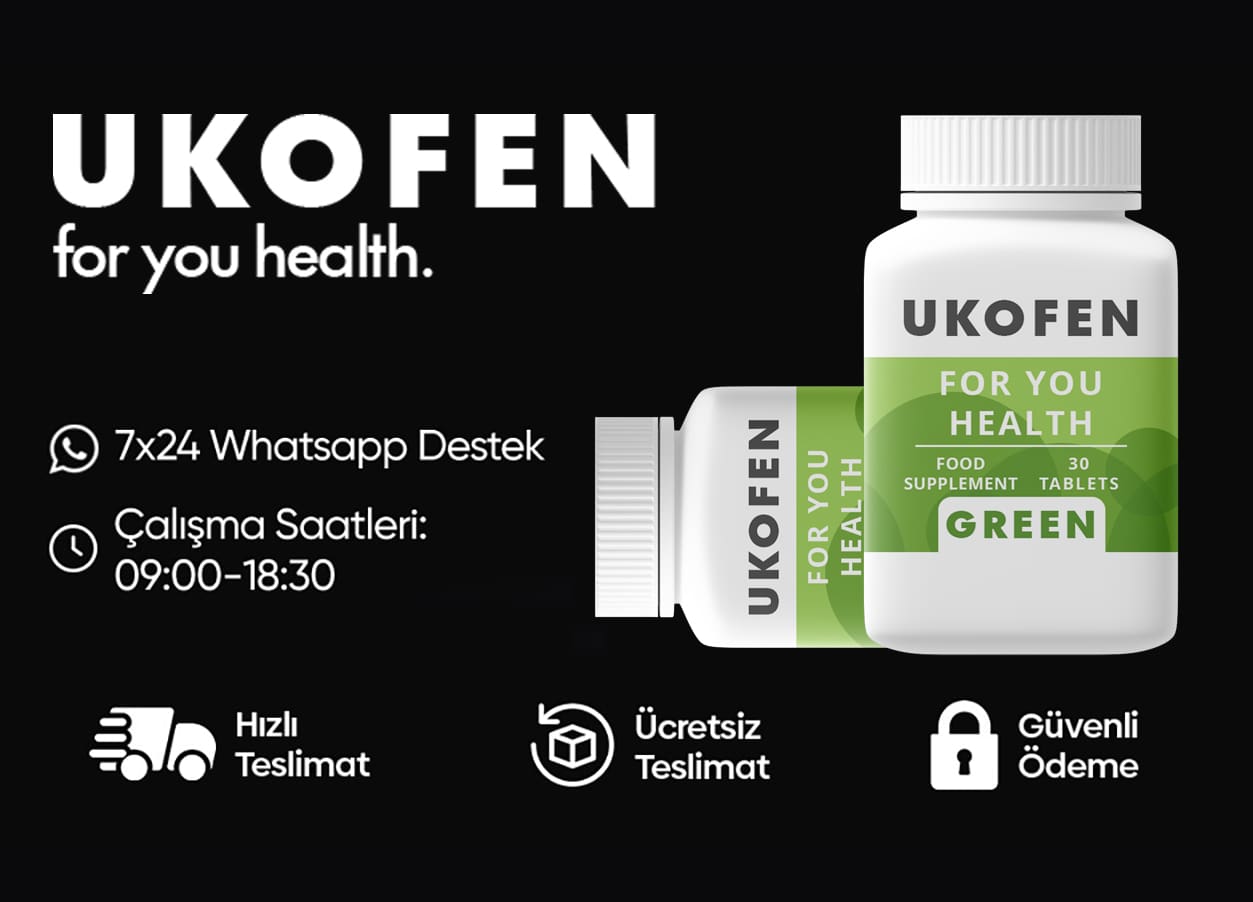 UKOFEN
for you health.
7x24 Whatsapp Destek
Çalışma Saatleri:
09:00-18:30
UKOFEN
FOR YOU
HEALTH
UKOFEN
FOR YOU
HEALTH
FOOD
SUPPLEMENT
30
TABLETS
GREEN
Hızlı
Teslimat
Ücretsiz
Teslimat
Güvenli
Ödeme